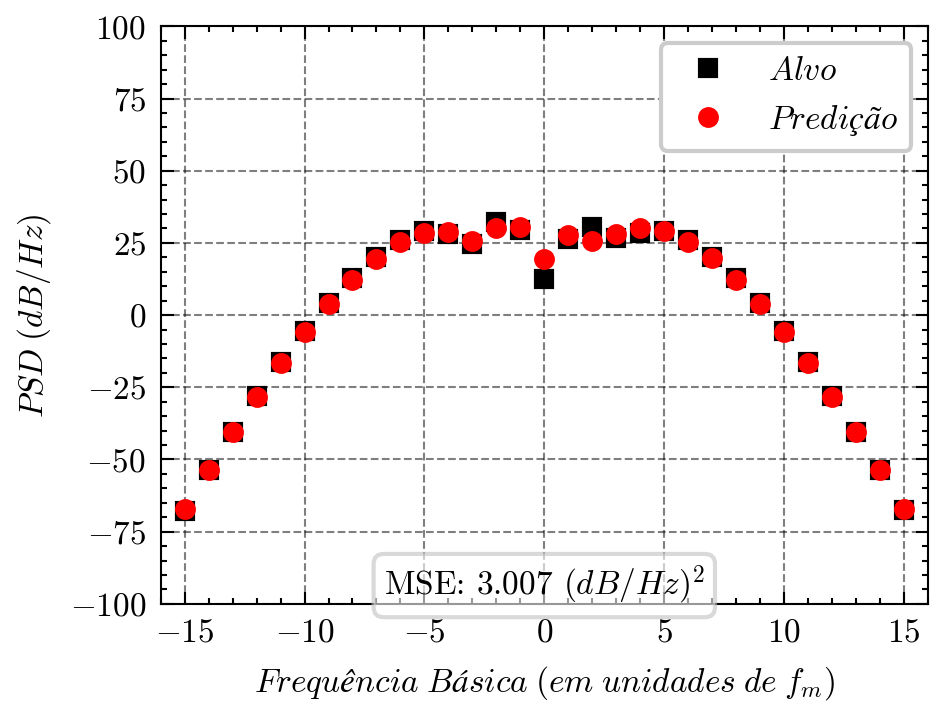 100
75
50
25
0
−25
−50
−75
−100
PSD (dB/Hz)
Alvo
Predição
MSE: 3.007 (dB/Hz)²
−15 −10 −5 0 5 10 15
Frequência Básica (em unidades de fₘ)